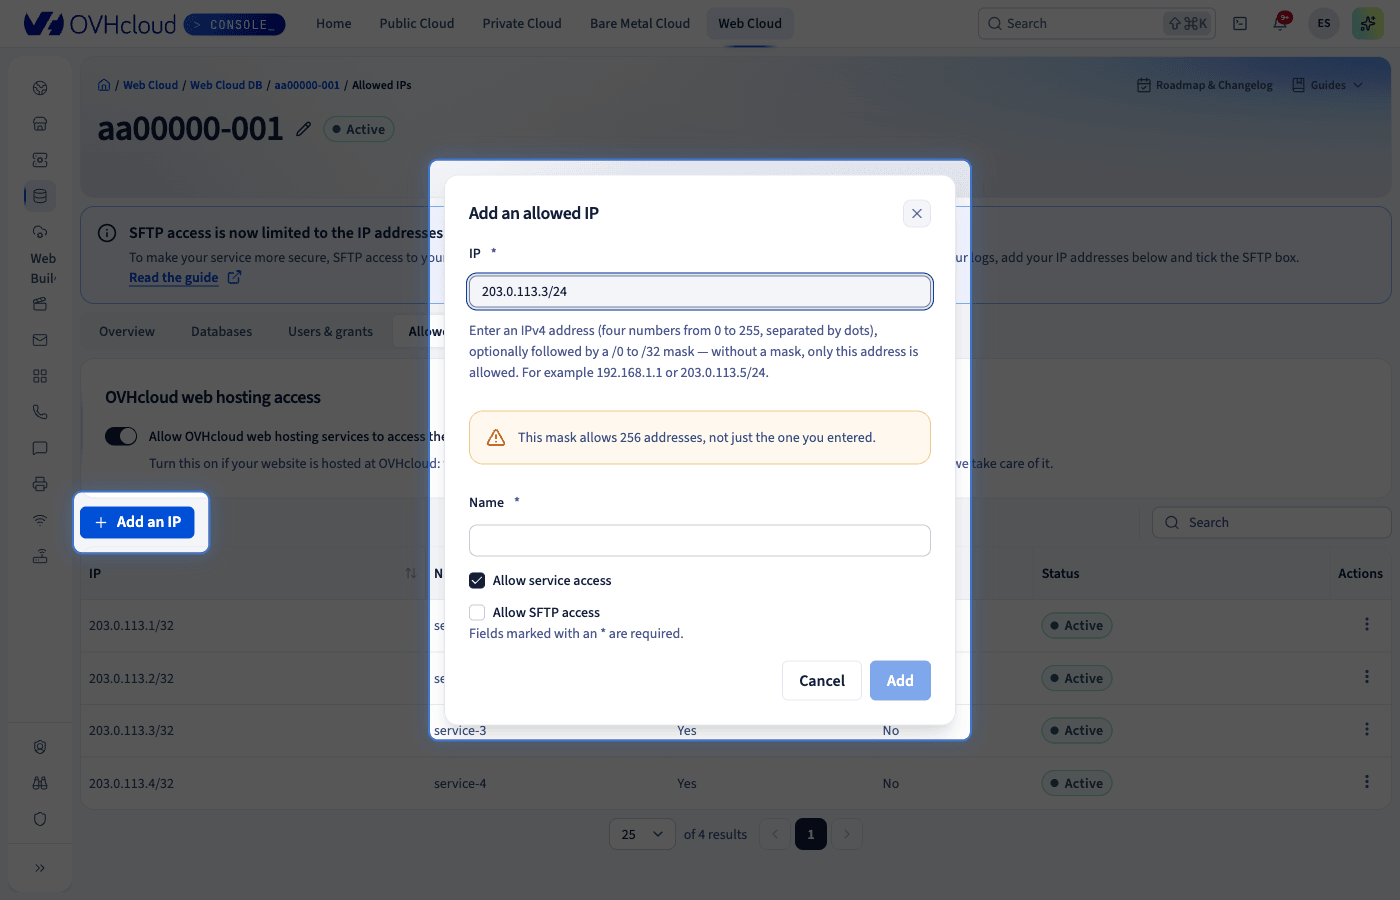 OVHcloud
> CONSOLE_
Home
Public Cloud
Private Cloud
Bare Metal Cloud
Web Cloud
Search
⇧⌘K
9+
ES
/ Web Cloud / Web Cloud DB / aa00000-001 / Allowed IPs
Roadmap & Changelog
Guides
aa00000-001
Active
SFTP access is now limited to the IP addresses
To make your service more secure, SFTP access to your logs, add your IP addresses below and tick the SFTP box.
Read the guide
Web
Buil
Overview
Databases
Users & grants
Allowe
OVHcloud web hosting access
Allow OVHcloud web hosting services to access the
Turn this on if your website is hosted at OVHcloud: we take care of it.
+ Add an IP
Search
IP
N
Status
Actions
203.0.113.1/32
se
Active
203.0.113.2/32
se
Active
203.0.113.3/32
service-3
Yes
No
Active
203.0.113.4/32
service-4
Yes
No
Active
25
of 4 results
1
Add an allowed IP
IP *
203.0.113.3/24
Enter an IPv4 address (four numbers from 0 to 255, separated by dots),
optionally followed by a /0 to /32 mask — without a mask, only this address is
allowed. For example 192.168.1.1 or 203.0.113.5/24.
This mask allows 256 addresses, not just the one you entered.
Name *
Allow service access
Allow SFTP access
Fields marked with an * are required.
Cancel
Add